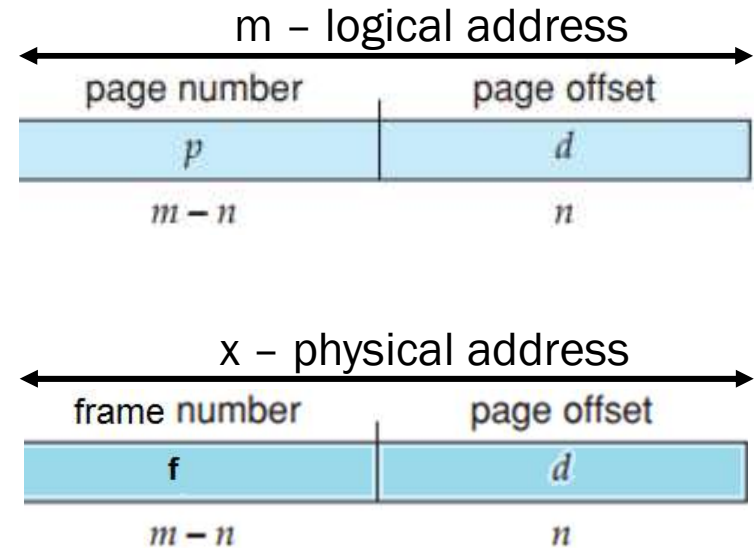 m – logical address
page number page offset
p d
m – n n
x – physical address
frame number page offset
f d
m – n n